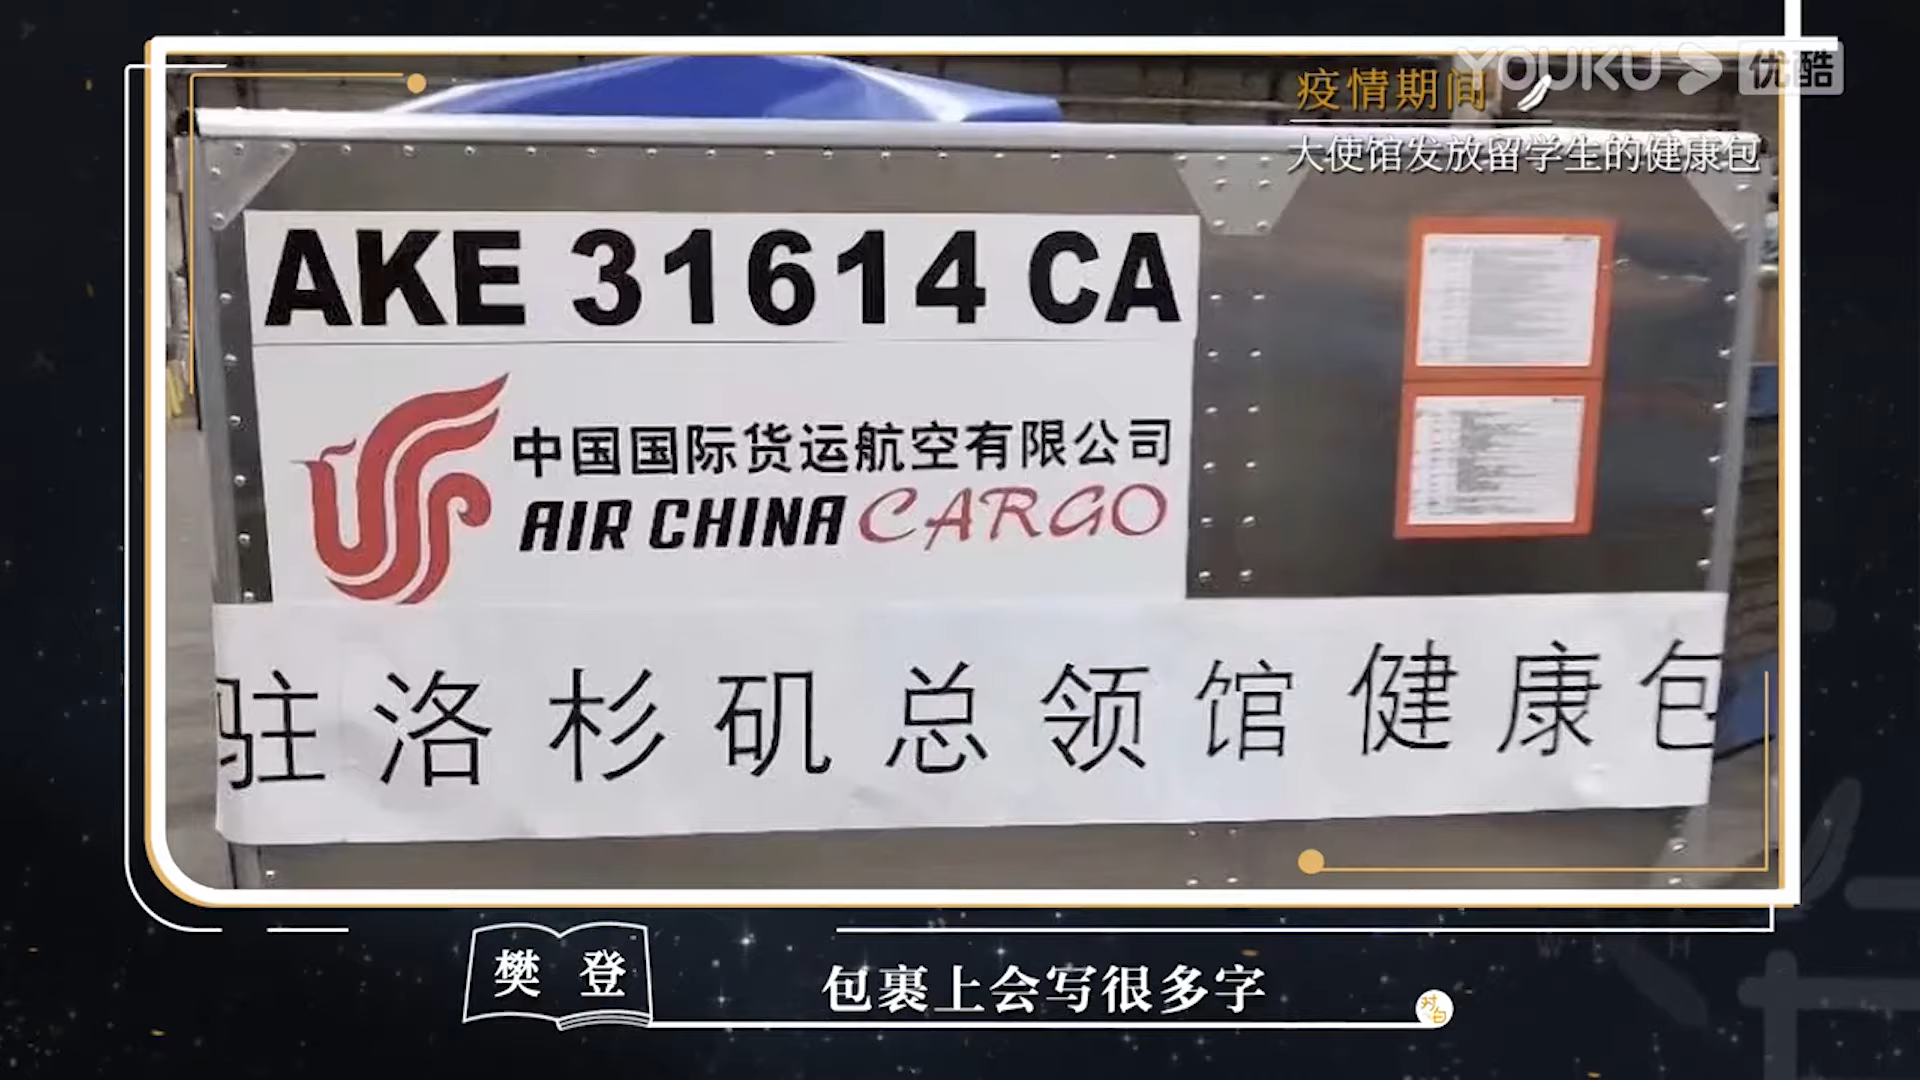 YOUKU 优酷
疫情期间
大使馆发放留学生的健康包
AKE 31614 CA
中国国际货运航空有限公司
AIR CHINA CARGO
驻洛杉矶总领馆健康包
樊登
包裹上会写很多字
对白